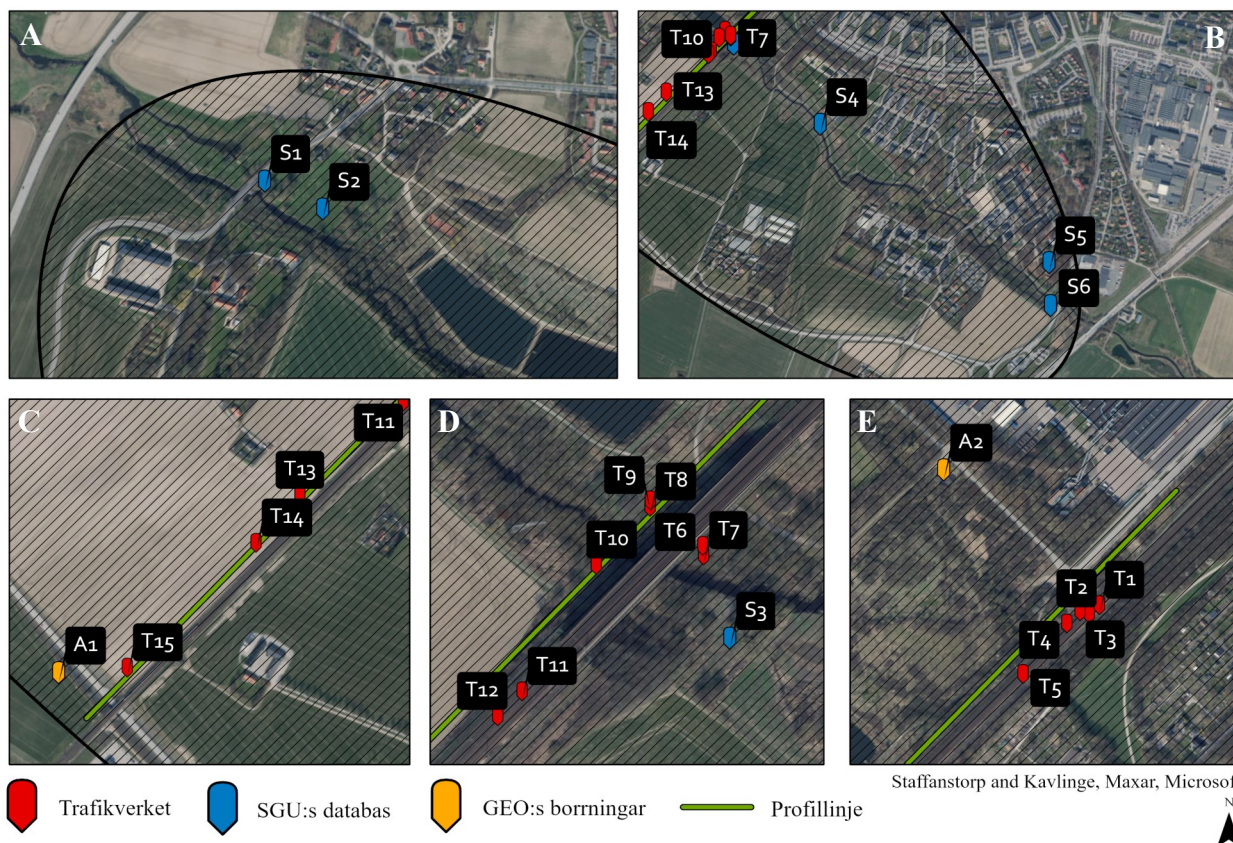 A
S1
S2
B
T10
T7
T13
T14
S4
S5
S6
C
T11
T13
T14
A1
T15
D
T9
T8
T6
T7
T10
S3
T11
T12
E
A2
T2
T1
T4
T3
T5
Staffanstorp and Kavlinge, Maxar, Microsof
Trafikverket
SGU:s databas
GEO:s borrningar
Profillinje
N